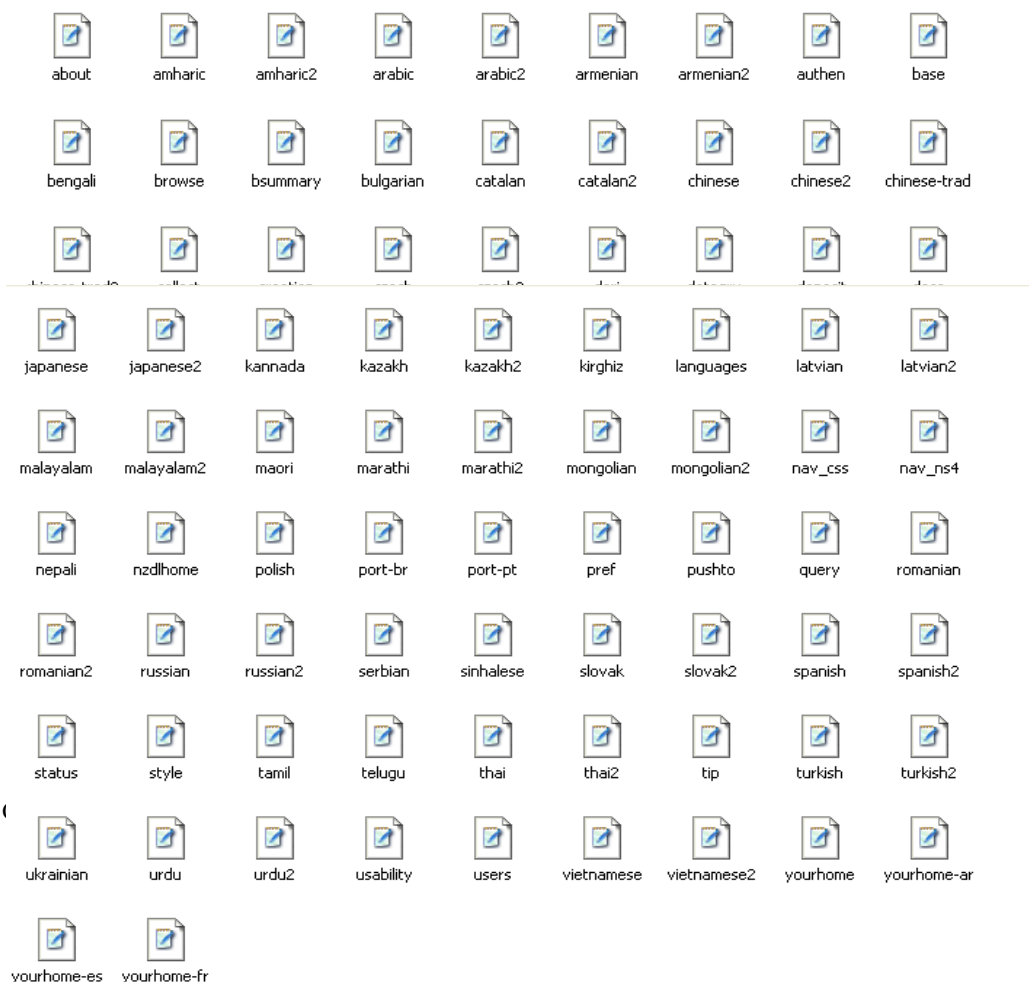 about amharic amharic2 arabic arabic2 armenian armenian2 authen base
bengali browse bsummary bulgarian catalan catalan2 chinese chinese2 chinese-trad
japanese japanese2 kannada kazakh kazakh2 kirghiz languages latvian latvian2
malayalam malayalam2 maori marathi marathi2 mongolian mongolian2 nav_css nav_ns4
nepali nzdlhome polish port-br port-pt pref pushto query romanian
romanian2 russian russian2 serbian sinhalese slovak slovak2 spanish spanish2
status style tamil telugu thai thai2 tip turkish turkish2
ukrainian urdu urdu2 usability users vietnamese vietnamese2 yourhome yourhome-ar
yourhome-es yourhome-fr